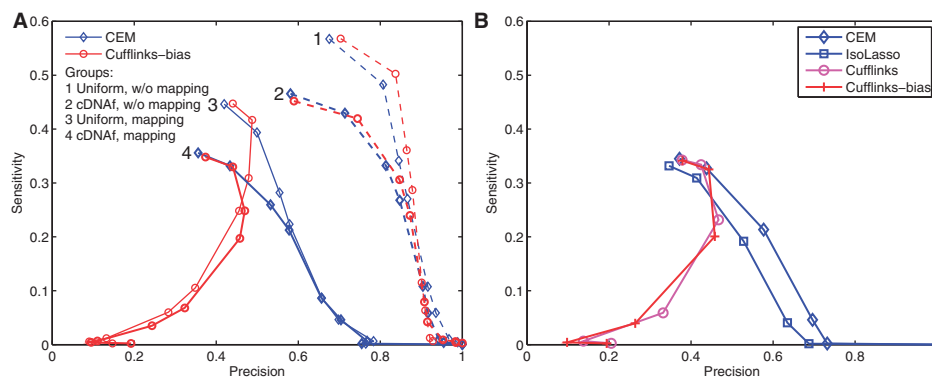 A
0.6
0.5
0.4
0.3
0.2
0.1
0
Sensitivity
CEM
Cufflinks−bias
Groups:
1 Uniform, w/o mapping
2 cDNAf, w/o mapping
3 Uniform, mapping
4 cDNAf, mapping
1
2
3
4
0
0.2
0.4
0.6
0.8
1
Precision
B
0.6
0.5
0.4
0.3
0.2
0.1
0
Sensitivity
CEM
IsoLasso
Cufflinks
Cufflinks−bias
0
0.2
0.4
0.6
0.8
Precision